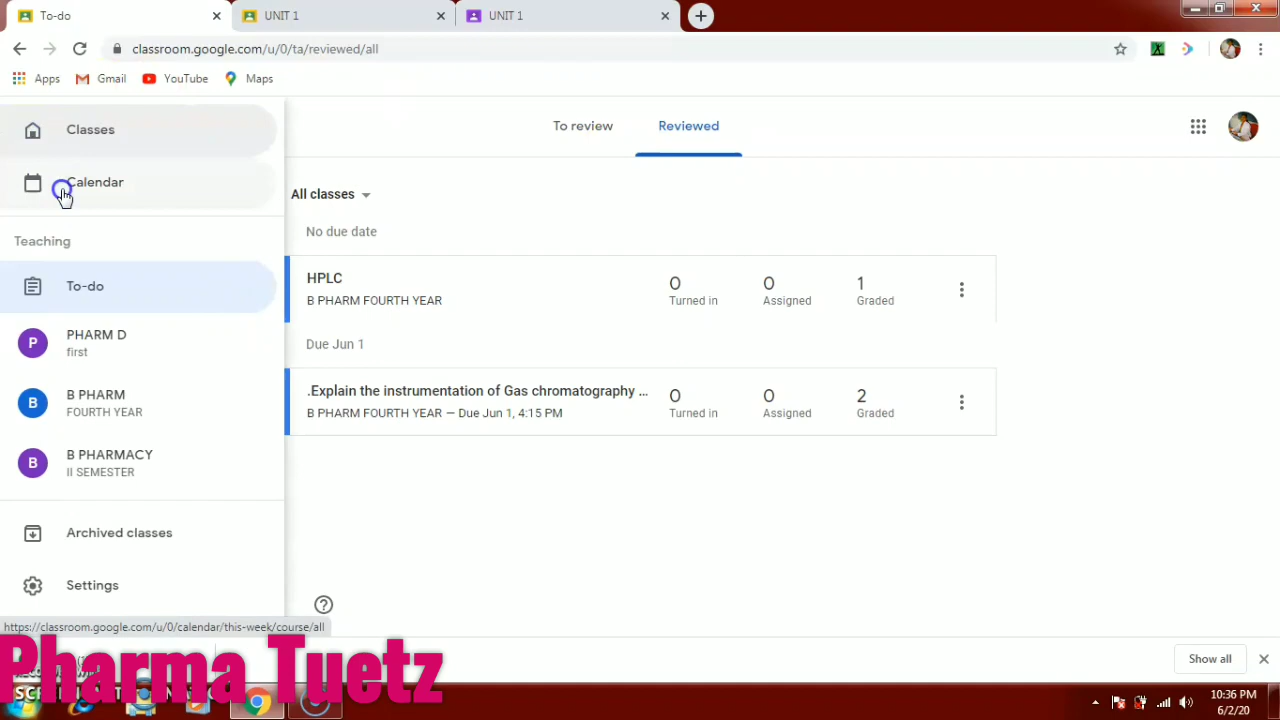 To-do
UNIT 1
UNIT 1
classroom.google.com/u/0/ta/reviewed/all
Apps
Gmail
YouTube
Maps
Classes
To review
Reviewed
Calendar
All classes
Teaching
No due date
To-do
HPLC
B PHARM FOURTH YEAR
0
Turned in
0
Assigned
1
Graded
P
PHARM D
first
Due Jun 1
B
B PHARM
FOURTH YEAR
.Explain the instrumentation of Gas chromatography ...
B PHARM FOURTH YEAR — Due Jun 1, 4:15 PM
0
Turned in
0
Assigned
2
Graded
B
B PHARMACY
II SEMESTER
Archived classes
Settings
https://classroom.google.com/u/0/calendar/this-week/course/all
Pharma Tuetz
Show all
10:36 PM
6/2/20